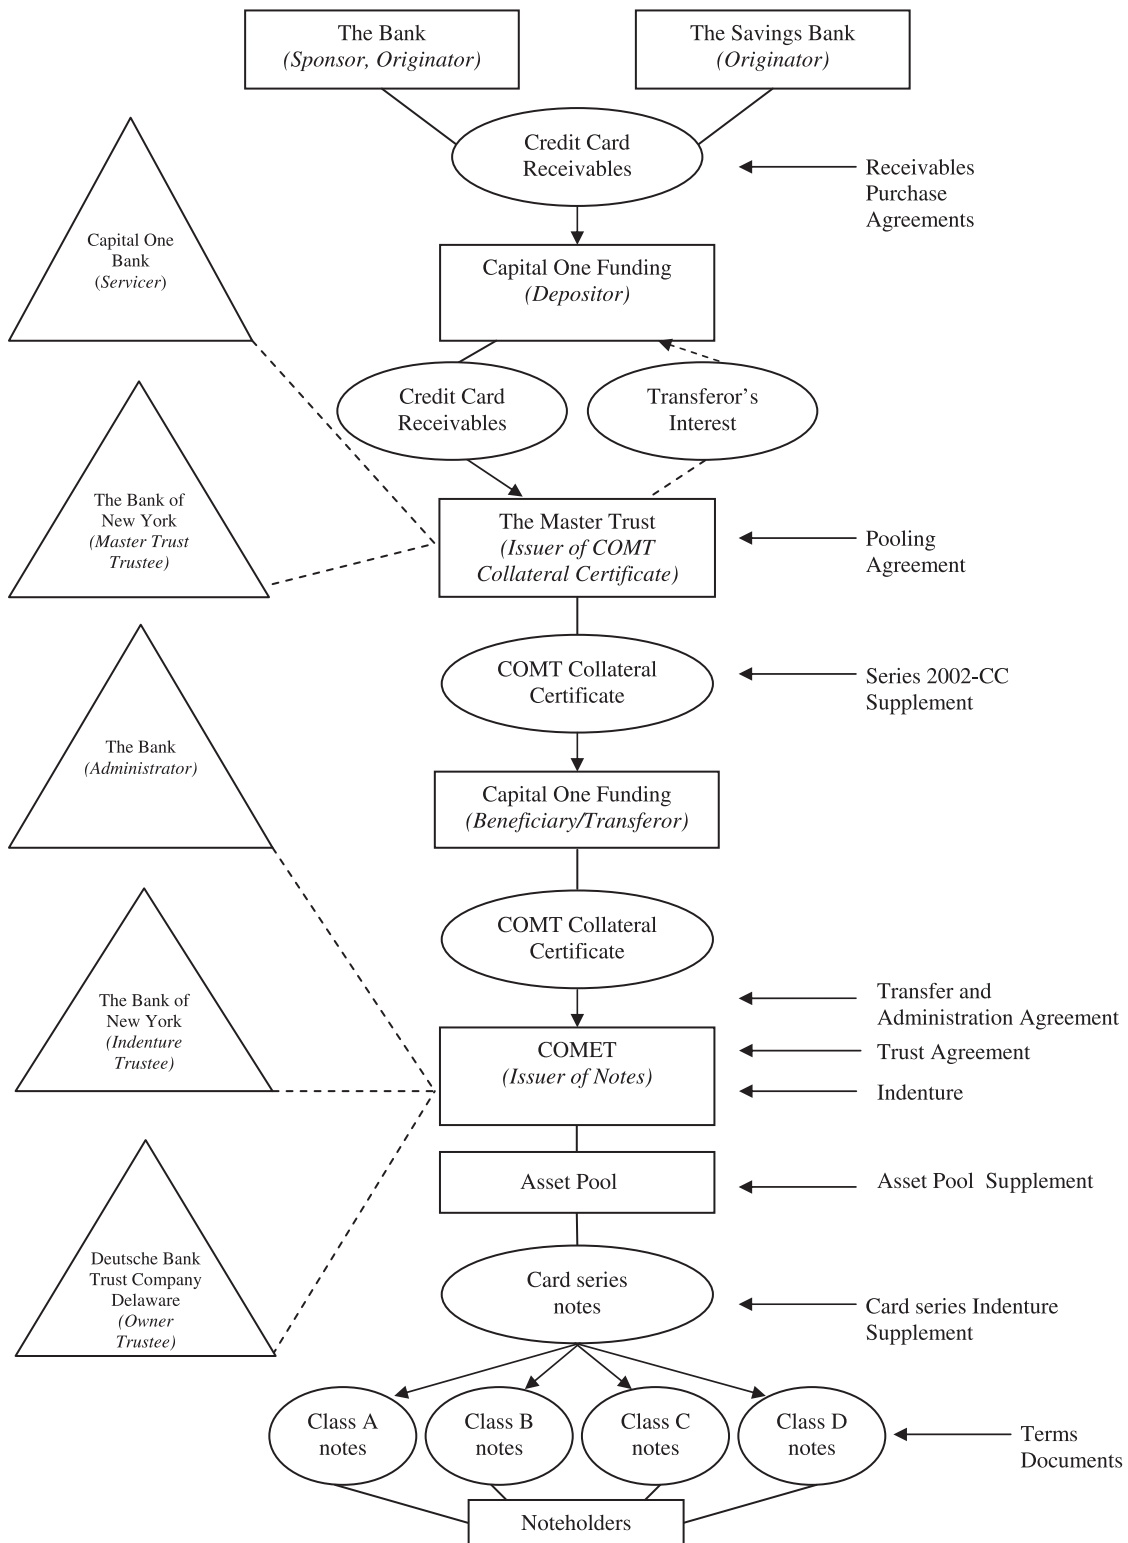 The Bank
(Sponsor, Originator)
The Savings Bank
(Originator)
Credit Card
Receivables
Receivables
Purchase
Agreements
Capital One
Bank
(Servicer)
Capital One Funding
(Depositor)
Credit Card
Receivables
Transferor's
Interest
The Bank of
New York
(Master Trust
Trustee)
The Master Trust
(Issuer of COMT
Collateral Certificate)
Pooling
Agreement
COMT Collateral
Certificate
Series 2002-CC
Supplement
The Bank
(Administrator)
Capital One Funding
(Beneficiary/Transferor)
COMT Collateral
Certificate
The Bank of
New York
(Indenture
Trustee)
Transfer and
Administration Agreement
COMET
(Issuer of Notes)
Trust Agreement
Indenture
Asset Pool
Asset Pool Supplement
Deutsche Bank
Trust Company
Delaware
(Owner
Trustee)
Card series
notes
Card series Indenture
Supplement
Class A
notes
Class B
notes
Class C
notes
Class D
notes
Terms
Documents
Noteholders